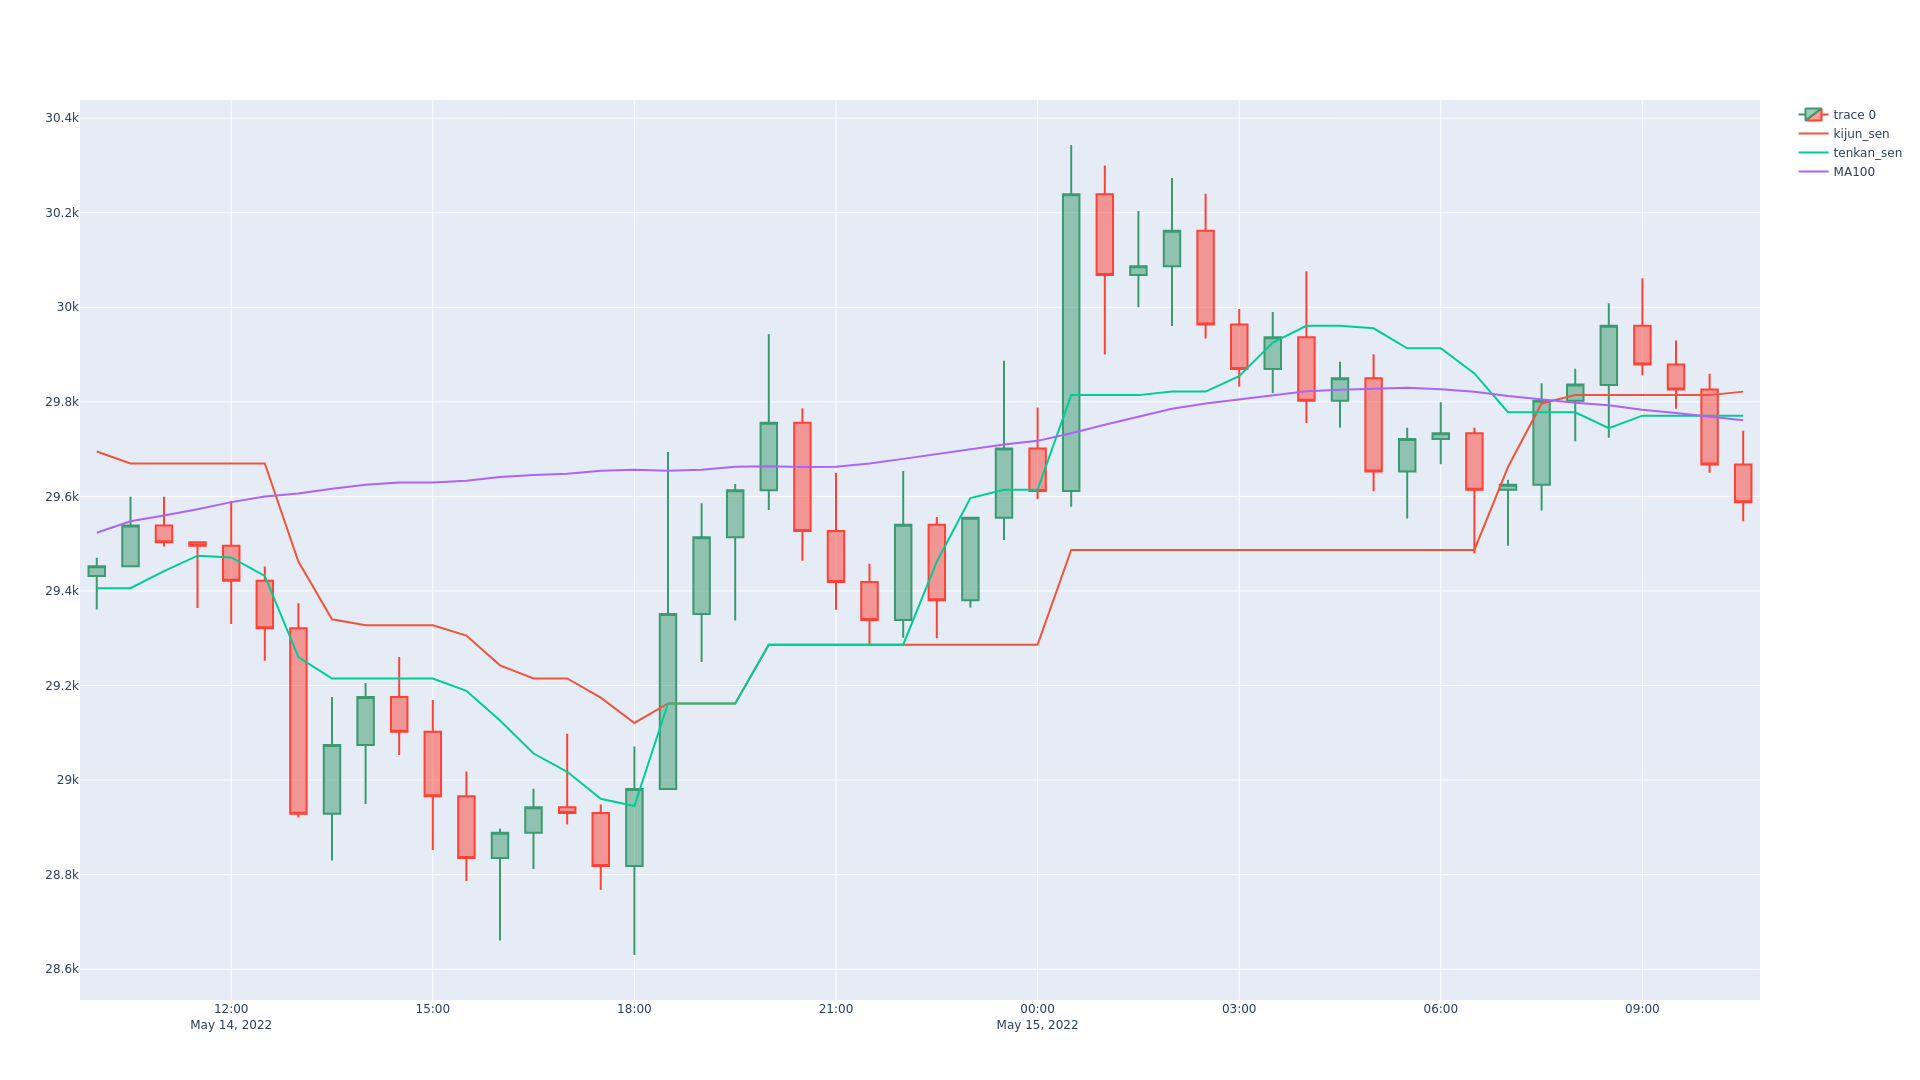 30.4k
30.2k
30k
29.8k
29.6k
29.4k
29.2k
29k
28.8k
28.6k
12:00
May 14, 2022
15:00
18:00
21:00
00:00
May 15, 2022
03:00
06:00
09:00
trace 0
kijun_sen
tenkan_sen
MA100